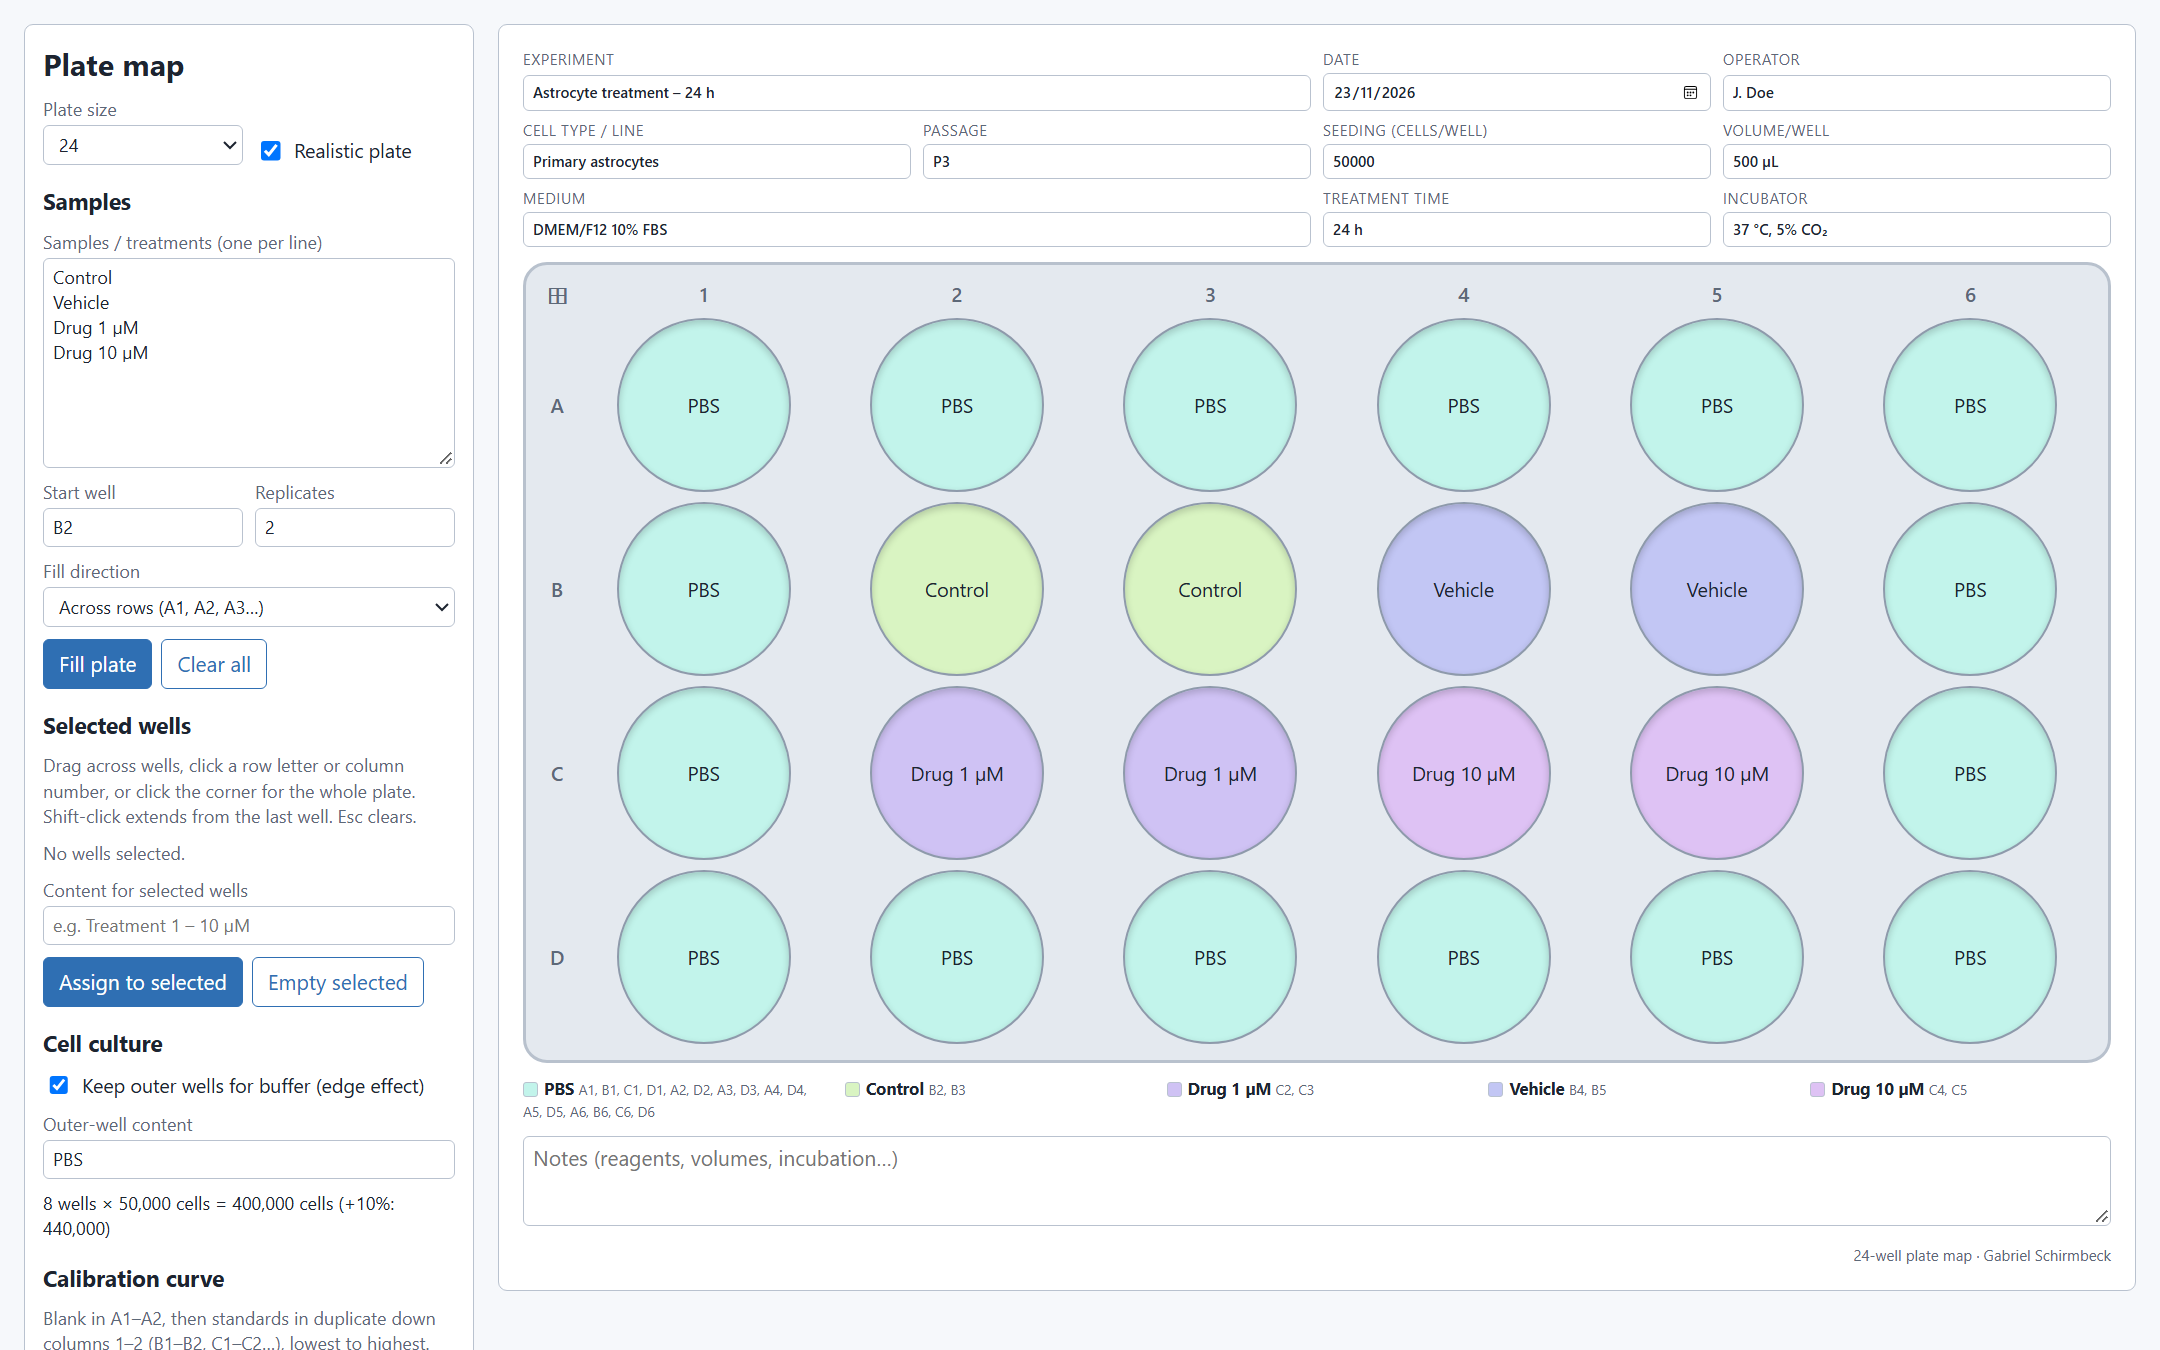 Plate map
Plate size
24
Realistic plate
Samples
Samples / treatments (one per line)
Control
Vehicle
Drug 1 µM
Drug 10 µM
Start well
Replicates
B2
2
Fill direction
Across rows (A1, A2, A3...)
Fill plate
Clear all
Selected wells
Drag across wells, click a row letter or column
number, or click the corner for the whole plate.
Shift-click extends from the last well. Esc clears.
No wells selected.
Content for selected wells
e.g. Treatment 1 – 10 µM
Assign to selected
Empty selected
Cell culture
Keep outer wells for buffer (edge effect)
Outer-well content
PBS
8 wells × 50,000 cells = 400,000 cells (+10%:
440,000)
Calibration curve
Blank in A1–A2, then standards in duplicate down
columns 1–2 (B1–B2, C1–C2...), lowest to highest.
EXPERIMENT
DATE
OPERATOR
Astrocyte treatment – 24 h
23/11/2026
J. Doe
CELL TYPE / LINE
PASSAGE
SEEDING (CELLS/WELL)
VOLUME/WELL
Primary astrocytes
P3
50000
500 µL
MEDIUM
TREATMENT TIME
INCUBATOR
DMEM/F12 10% FBS
24 h
37 °C, 5% CO₂
1 2 3 4 5 6
A PBS PBS PBS PBS PBS PBS
B PBS Control Control Vehicle Vehicle PBS
C PBS Drug 1 µM Drug 1 µM Drug 10 µM Drug 10 µM PBS
D PBS PBS PBS PBS PBS PBS
PBS A1, B1, C1, D1, A2, D2, A3, D3, A4, D4,
A5, D5, A6, B6, C6, D6
Control B2, B3
Drug 1 µM C2, C3
Vehicle B4, B5
Drug 10 µM C4, C5
Notes (reagents, volumes, incubation...)
24-well plate map · Gabriel Schirmbeck